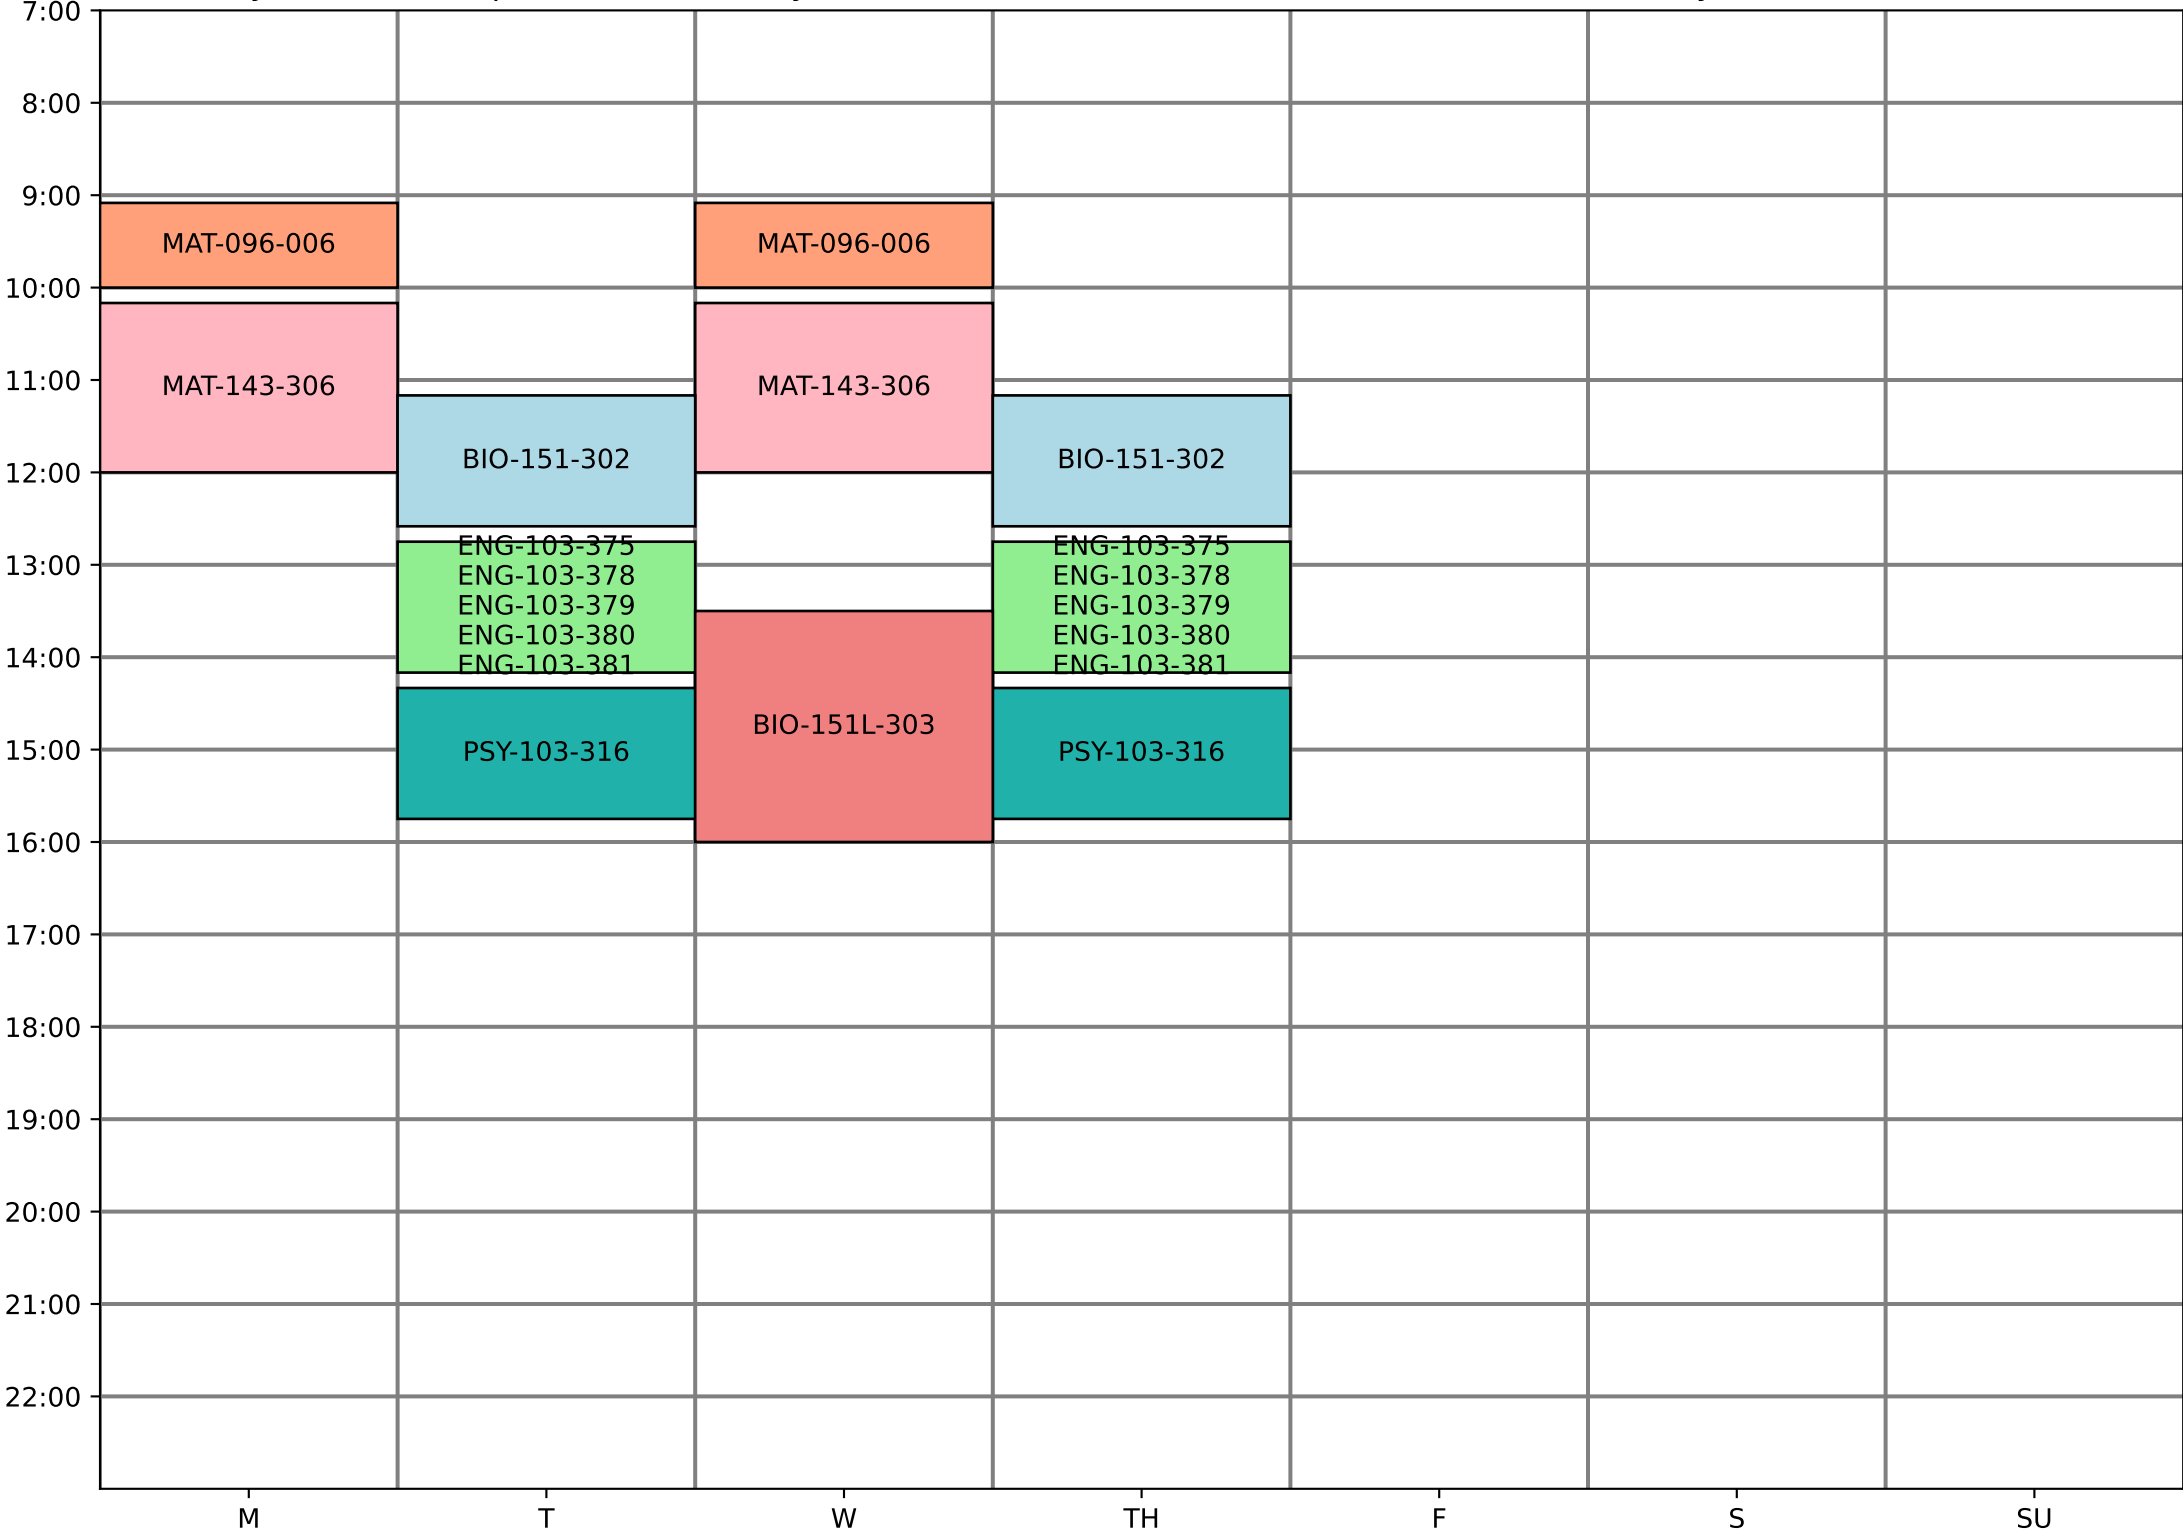 7:00
8:00
9:00
MAT-096-006 MAT-096-006
10:00
11:00 MAT-143-306 MAT-143-306
BIO-151-302 BIO-151-302
12:00
ENG-103-375 ENG-103-375
13:00
ENG-103-378 ENG-103-378
ENG-103-379 ENG-103-379
ENG-103-380 ENG-103-380
14:00 ENG-103-381 ENG-103-381
BIO-151L-303
15:00 PSY-103-316 PSY-103-316
16:00
17:00
18:00
19:00
20:00
21:00
22:00
M T W TH F S SU